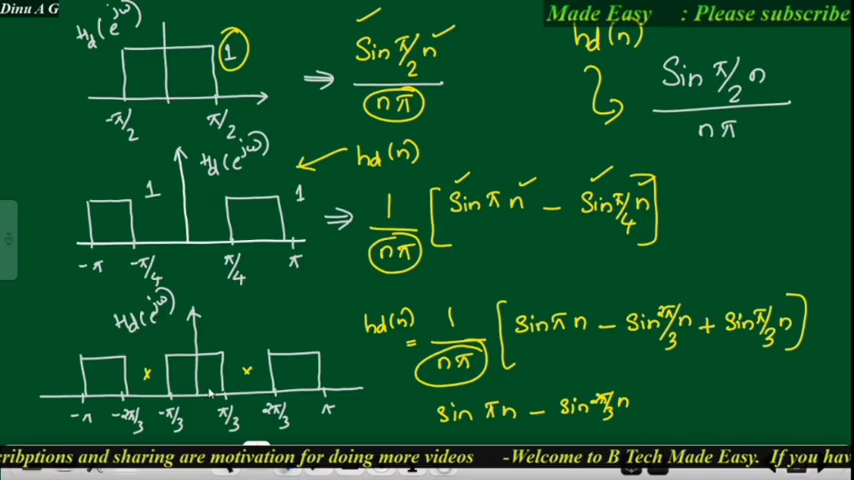 Dinu A G
Made Easy : Please subscribe
Hd(e^jω)
1
-π/2 π/2
⇒ Sin π/2 n / nπ
hd(n)
Sin π/2 n / nπ
Hd(e^jω)
hd(n)
1 1
-π -π/4 π/4 π
⇒ 1/nπ [Sin π n - Sin π/4 n]
Hd(e^jω)
× ×
-π -2π/3 -π/3 π/3 2π/3 π
hd(n) = 1/nπ [Sin π n - Sin 2π/3 n + Sin π/3 n]
Sin πn - Sin 2π/3 n
cribptions and sharing are motivation for doing more videos -Welcome to B Tech Made Easy. If you hav